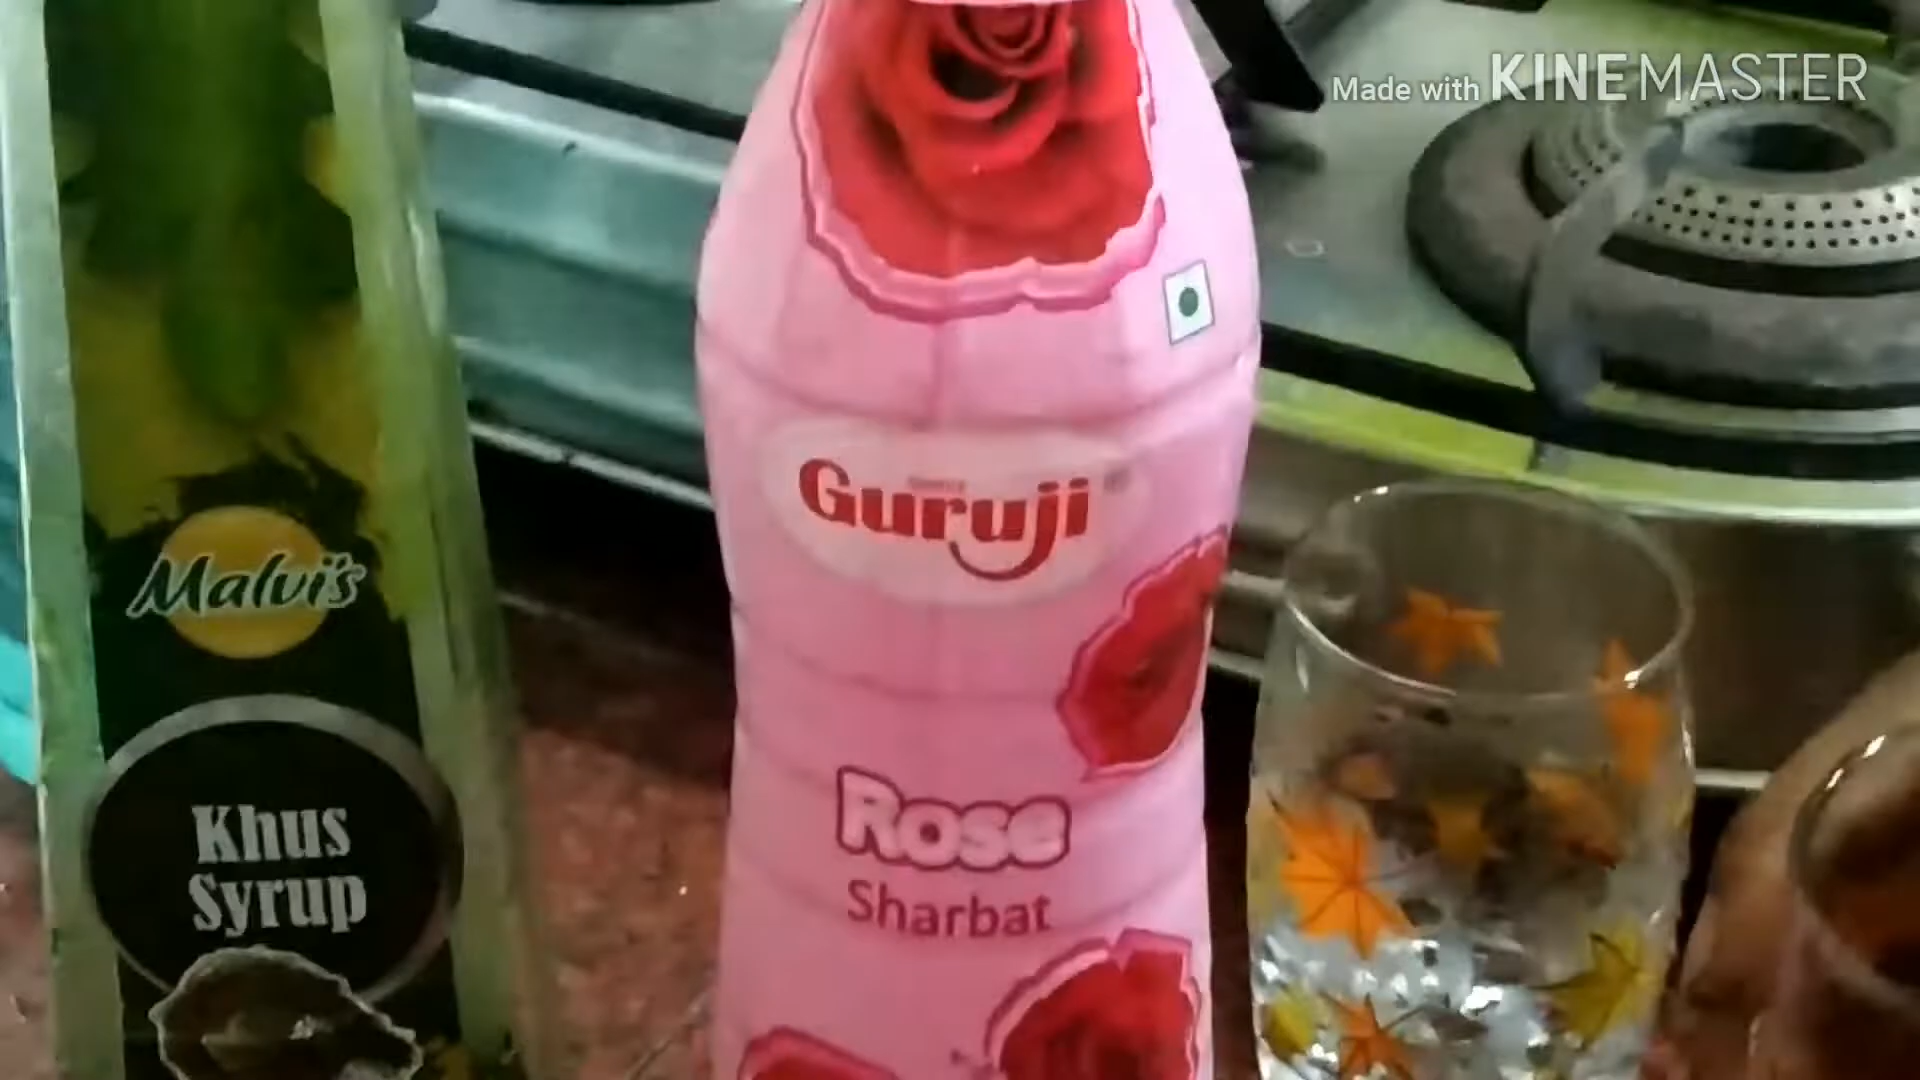 Made with KINEMASTER
Guruji
Malvi's
Rose
Sharbat
Khus
Syrup